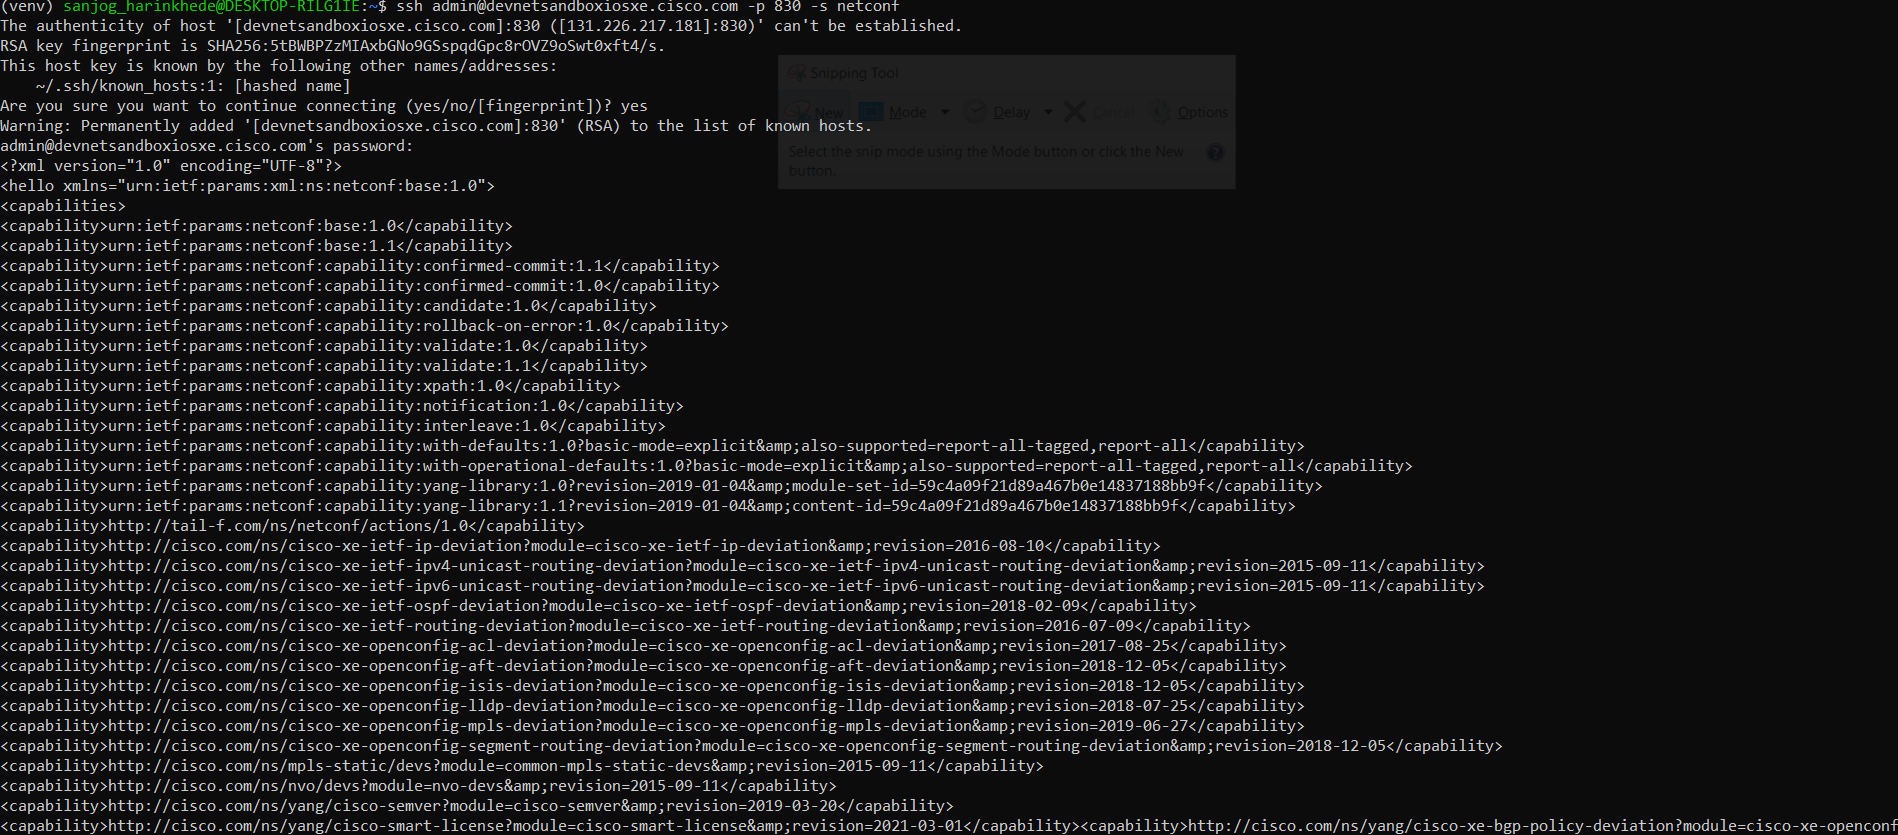 (venv) sanjog_harinkhede@DESKTOP-RILG1IE:~$ ssh admin@devnetsandboxiosxe.cisco.com -p 830 -s netconf
The authenticity of host '[devnetsandboxiosxe.cisco.com]:830 ([131.226.217.181]:830)' can't be established.
RSA key fingerprint is SHA256:5tBWBPZzMIAxbGNo9GSspqdGpc8rOVZ9oSwt0xft4/s.
This host key is known by the following other names/addresses:
    ~/.ssh/known_hosts:1: [hashed name]
Are you sure you want to continue connecting (yes/no/[fingerprint])? yes
Warning: Permanently added '[devnetsandboxiosxe.cisco.com]:830' (RSA) to the list of known hosts.
admin@devnetsandboxiosxe.cisco.com's password:
<?xml version="1.0" encoding="UTF-8"?>
<hello xmlns="urn:ietf:params:xml:ns:netconf:base:1.0">
<capabilities>
<capability>urn:ietf:params:netconf:base:1.0</capability>
<capability>urn:ietf:params:netconf:base:1.1</capability>
<capability>urn:ietf:params:netconf:capability:confirmed-commit:1.1</capability>
<capability>urn:ietf:params:netconf:capability:confirmed-commit:1.0</capability>
<capability>urn:ietf:params:netconf:capability:candidate:1.0</capability>
<capability>urn:ietf:params:netconf:capability:rollback-on-error:1.0</capability>
<capability>urn:ietf:params:netconf:capability:validate:1.0</capability>
<capability>urn:ietf:params:netconf:capability:validate:1.1</capability>
<capability>urn:ietf:params:netconf:capability:xpath:1.0</capability>
<capability>urn:ietf:params:netconf:capability:notification:1.0</capability>
<capability>urn:ietf:params:netconf:capability:interleave:1.0</capability>
<capability>urn:ietf:params:netconf:capability:with-defaults:1.0?basic-mode=explicit&amp;also-supported=report-all-tagged,report-all</capability>
<capability>urn:ietf:params:netconf:capability:with-operational-defaults:1.0?basic-mode=explicit&amp;also-supported=report-all-tagged,report-all</capability>
<capability>urn:ietf:params:netconf:capability:yang-library:1.0?revision=2019-01-04&amp;module-set-id=59c4a09f21d89a467b0e14837188bb9f</capability>
<capability>urn:ietf:params:netconf:capability:yang-library:1.1?revision=2019-01-04&amp;content-id=59c4a09f21d89a467b0e14837188bb9f</capability>
<capability>http://tail-f.com/ns/netconf/actions/1.0</capability>
<capability>http://cisco.com/ns/cisco-xe-ietf-ip-deviation?module=cisco-xe-ietf-ip-deviation&amp;revision=2016-08-10</capability>
<capability>http://cisco.com/ns/cisco-xe-ietf-ipv4-unicast-routing-deviation?module=cisco-xe-ietf-ipv4-unicast-routing-deviation&amp;revision=2015-09-11</capability>
<capability>http://cisco.com/ns/cisco-xe-ietf-ipv6-unicast-routing-deviation?module=cisco-xe-ietf-ipv6-unicast-routing-deviation&amp;revision=2015-09-11</capability>
<capability>http://cisco.com/ns/cisco-xe-ietf-ospf-deviation?module=cisco-xe-ietf-ospf-deviation&amp;revision=2018-02-09</capability>
<capability>http://cisco.com/ns/cisco-xe-ietf-routing-deviation?module=cisco-xe-ietf-routing-deviation&amp;revision=2016-07-09</capability>
<capability>http://cisco.com/ns/cisco-xe-openconfig-acl-deviation?module=cisco-xe-openconfig-acl-deviation&amp;revision=2017-08-25</capability>
<capability>http://cisco.com/ns/cisco-xe-openconfig-aft-deviation?module=cisco-xe-openconfig-aft-deviation&amp;revision=2018-12-05</capability>
<capability>http://cisco.com/ns/cisco-xe-openconfig-isis-deviation?module=cisco-xe-openconfig-isis-deviation&amp;revision=2018-12-05</capability>
<capability>http://cisco.com/ns/cisco-xe-openconfig-lldp-deviation?module=cisco-xe-openconfig-lldp-deviation&amp;revision=2018-07-25</capability>
<capability>http://cisco.com/ns/cisco-xe-openconfig-mpls-deviation?module=cisco-xe-openconfig-mpls-deviation&amp;revision=2019-06-27</capability>
<capability>http://cisco.com/ns/cisco-xe-openconfig-segment-routing-deviation?module=cisco-xe-openconfig-segment-routing-deviation&amp;revision=2018-12-05</capability>
<capability>http://cisco.com/ns/mpls-static/devs?module=common-mpls-static-devs&amp;revision=2015-09-11</capability>
<capability>http://cisco.com/ns/nvo/devs?module=nvo-devs&amp;revision=2015-09-11</capability>
<capability>http://cisco.com/ns/yang/cisco-semver?module=cisco-semver&amp;revision=2019-03-20</capability>
<capability>http://cisco.com/ns/yang/cisco-smart-license?module=cisco-smart-license&amp;revision=2021-03-01</capability><capability>http://cisco.com/ns/yang/cisco-xe-bgp-policy-deviation?module=cisco-xe-openconf
Snipping Tool
New Mode Delay Cancel Options
Select the snip mode using the Mode button or click the New
button.